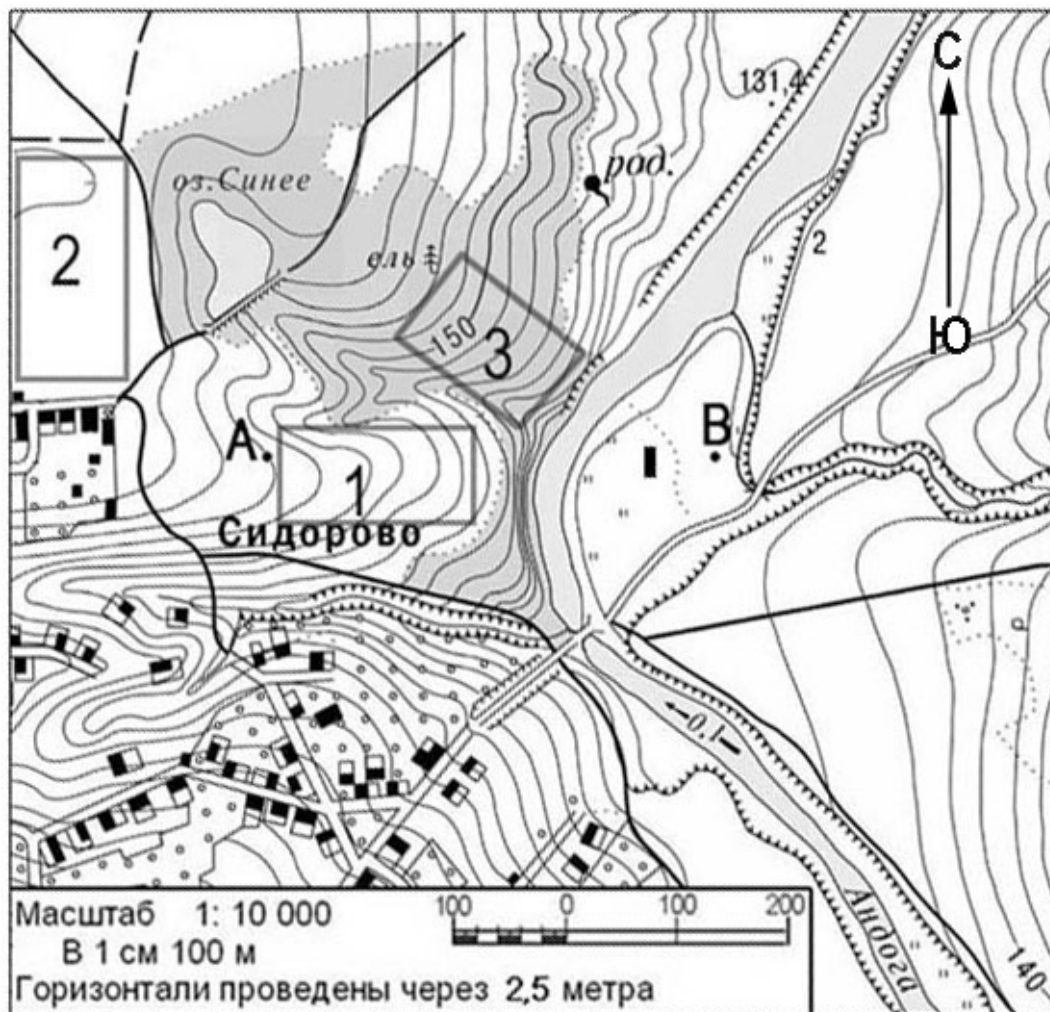 С
131,4
род.
оз.Синее
ель
2
2
Ю
150
3
А.
В
1
Сидорово
0,1
Андога
140
Масштаб 1: 10 000
В 1 см 100 м
Горизонтали проведены через 2,5 метра
100 0 100 200